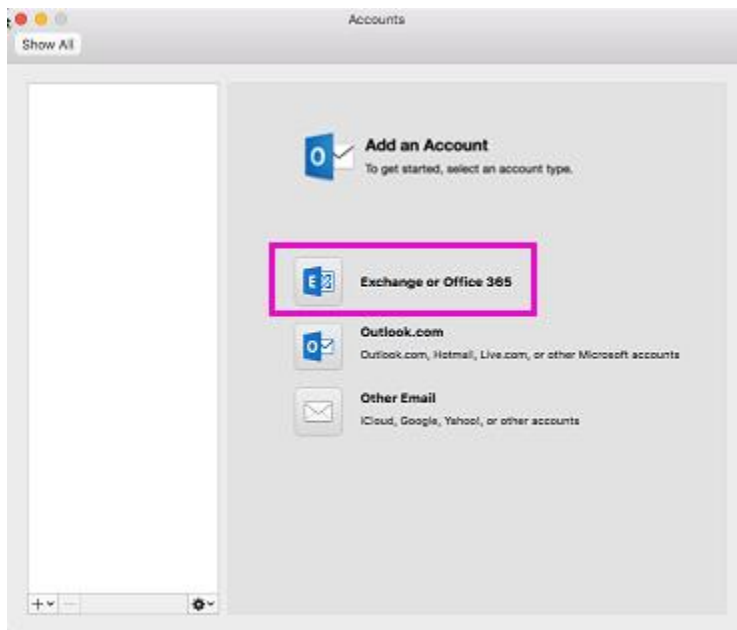 Accounts
Show All
Add an Account
To get started, select an account type.
Exchange or Office 365
Outlook.com
Outlook.com, Hotmail, Live.com, or other Microsoft accounts
Other Email
iCloud, Google, Yahoo!, or other accounts